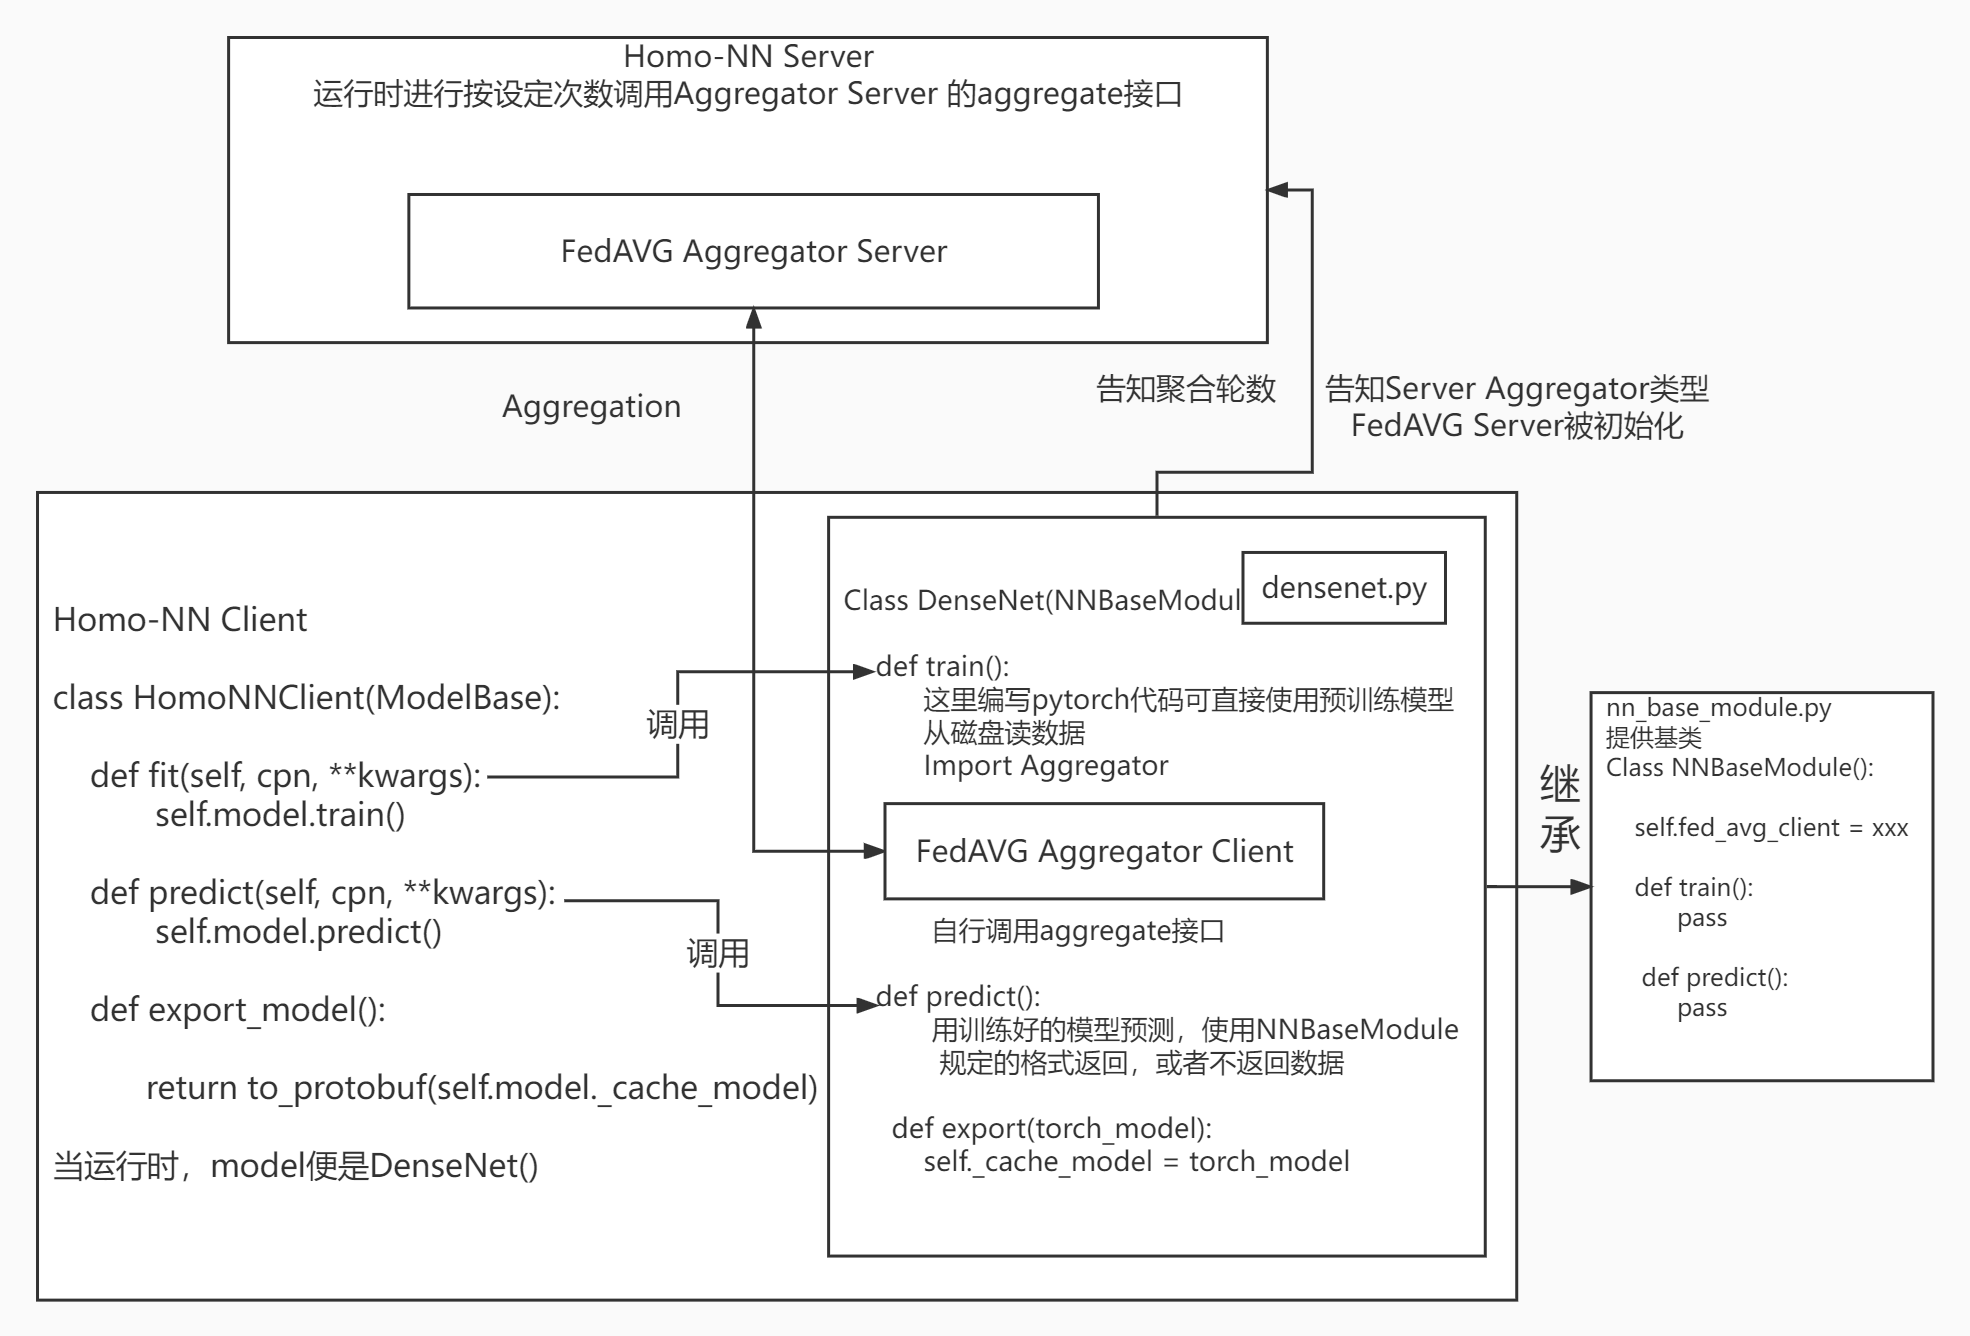 Homo-NN Server
运行时进行按设定次数调用Aggregator Server 的aggregate接口
FedAVG Aggregator Server
Aggregation
告知聚合轮数
告知Server Aggregator类型
FedAVG Server被初始化
Homo-NN Client
class HomoNNClient(ModelBase):
def fit(self, cpn, **kwargs):
self.model.train()
def predict(self, cpn, **kwargs):
self.model.predict()
def export_model():
return to_protobuf(self.model._cache_model)
当运行时，model便是DenseNet()
调用
调用
densenet.py
Class DenseNet(NNBaseModul
def train():
这里编写pytorch代码可直接使用预训练模型
从磁盘读数据
Import Aggregator
FedAVG Aggregator Client
自行调用aggregate接口
def predict():
用训练好的模型预测，使用NNBaseModule
规定的格式返回，或者不返回数据
def export(torch_model):
self._cache_model = torch_model
继
承
nn_base_module.py
提供基类
Class NNBaseModule():
self.fed_avg_client = xxx
def train():
pass
def predict():
pass